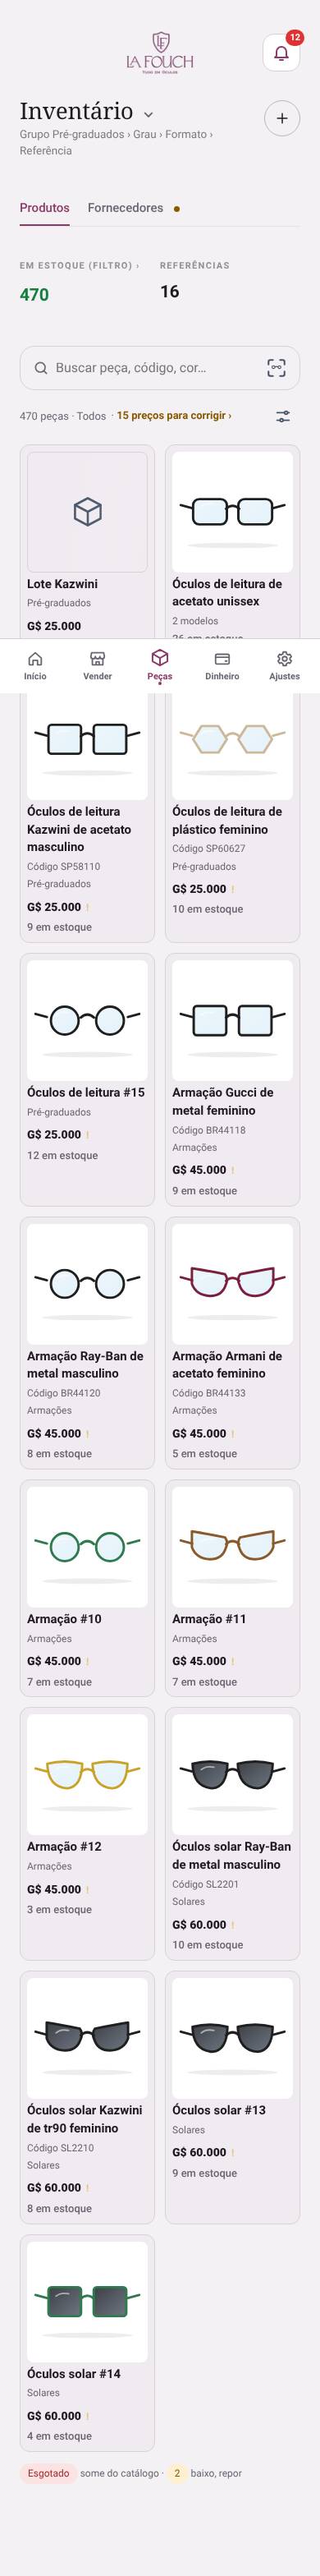 LA FOUCH
12
Inventário
Grupo Pré-graduados › Grau › Formato ›
Referência
Produtos
Fornecedores
EM ESTOQUE (FILTRO) ›
REFERÊNCIAS
470
16
Buscar peça, código, cor...
470 peças · Todos · 15 preços para corrigir ›
Lote Kazwini
Pré-graduados
G$ 25.000
Óculos de leitura de
acetato unissex
2 modelos
Início
Vender
Peças
Dinheiro
Ajustes
Óculos de leitura
Kazwini de acetato
masculino
Código SP58110
Pré-graduados
G$ 25.000 !
9 em estoque
Óculos de leitura de
plástico feminino
Código SP60627
Pré-graduados
G$ 25.000 !
10 em estoque
Óculos de leitura #15
Pré-graduados
G$ 25.000 !
12 em estoque
Armação Gucci de
metal feminino
Código BR44118
Armações
G$ 45.000 !
9 em estoque
Armação Ray-Ban de
metal masculino
Código BR44120
Armações
G$ 45.000 !
8 em estoque
Armação Armani de
acetato feminino
Código BR44133
Armações
G$ 45.000 !
5 em estoque
Armação #10
Armações
G$ 45.000 !
7 em estoque
Armação #11
Armações
G$ 45.000 !
7 em estoque
Armação #12
Armações
G$ 45.000 !
3 em estoque
Óculos solar Ray-Ban
de metal masculino
Código SL2201
Solares
G$ 60.000 !
10 em estoque
Óculos solar Kazwini
de tr90 feminino
Código SL2210
Solares
G$ 60.000 !
8 em estoque
Óculos solar #13
Solares
G$ 60.000 !
9 em estoque
Óculos solar #14
Solares
G$ 60.000 !
4 em estoque
Esgotado some do catálogo · 2 baixo, repor